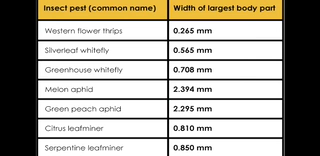 Insect pest (common name) Width of largest body part
Western flower thrips 0.265 mm
Silverleaf whitefly 0.565 mm
Greenhouse whitefly 0.708 mm
Melon aphid 2.394 mm
Green peach aphid 2.295 mm
Citrus leafminer 0.810 mm
Serpentine leafminer 0.850 mm